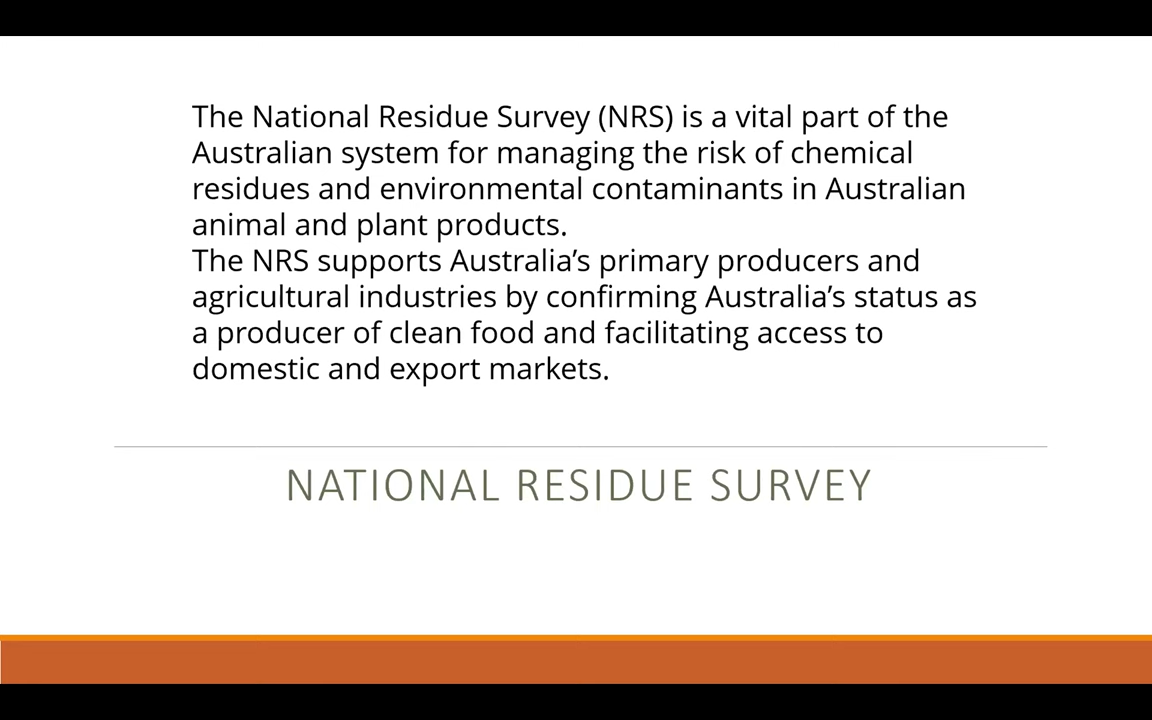 The National Residue Survey (NRS) is a vital part of the
Australian system for managing the risk of chemical
residues and environmental contaminants in Australian
animal and plant products.
The NRS supports Australia’s primary producers and
agricultural industries by confirming Australia’s status as
a producer of clean food and facilitating access to
domestic and export markets.
NATIONAL RESIDUE SURVEY